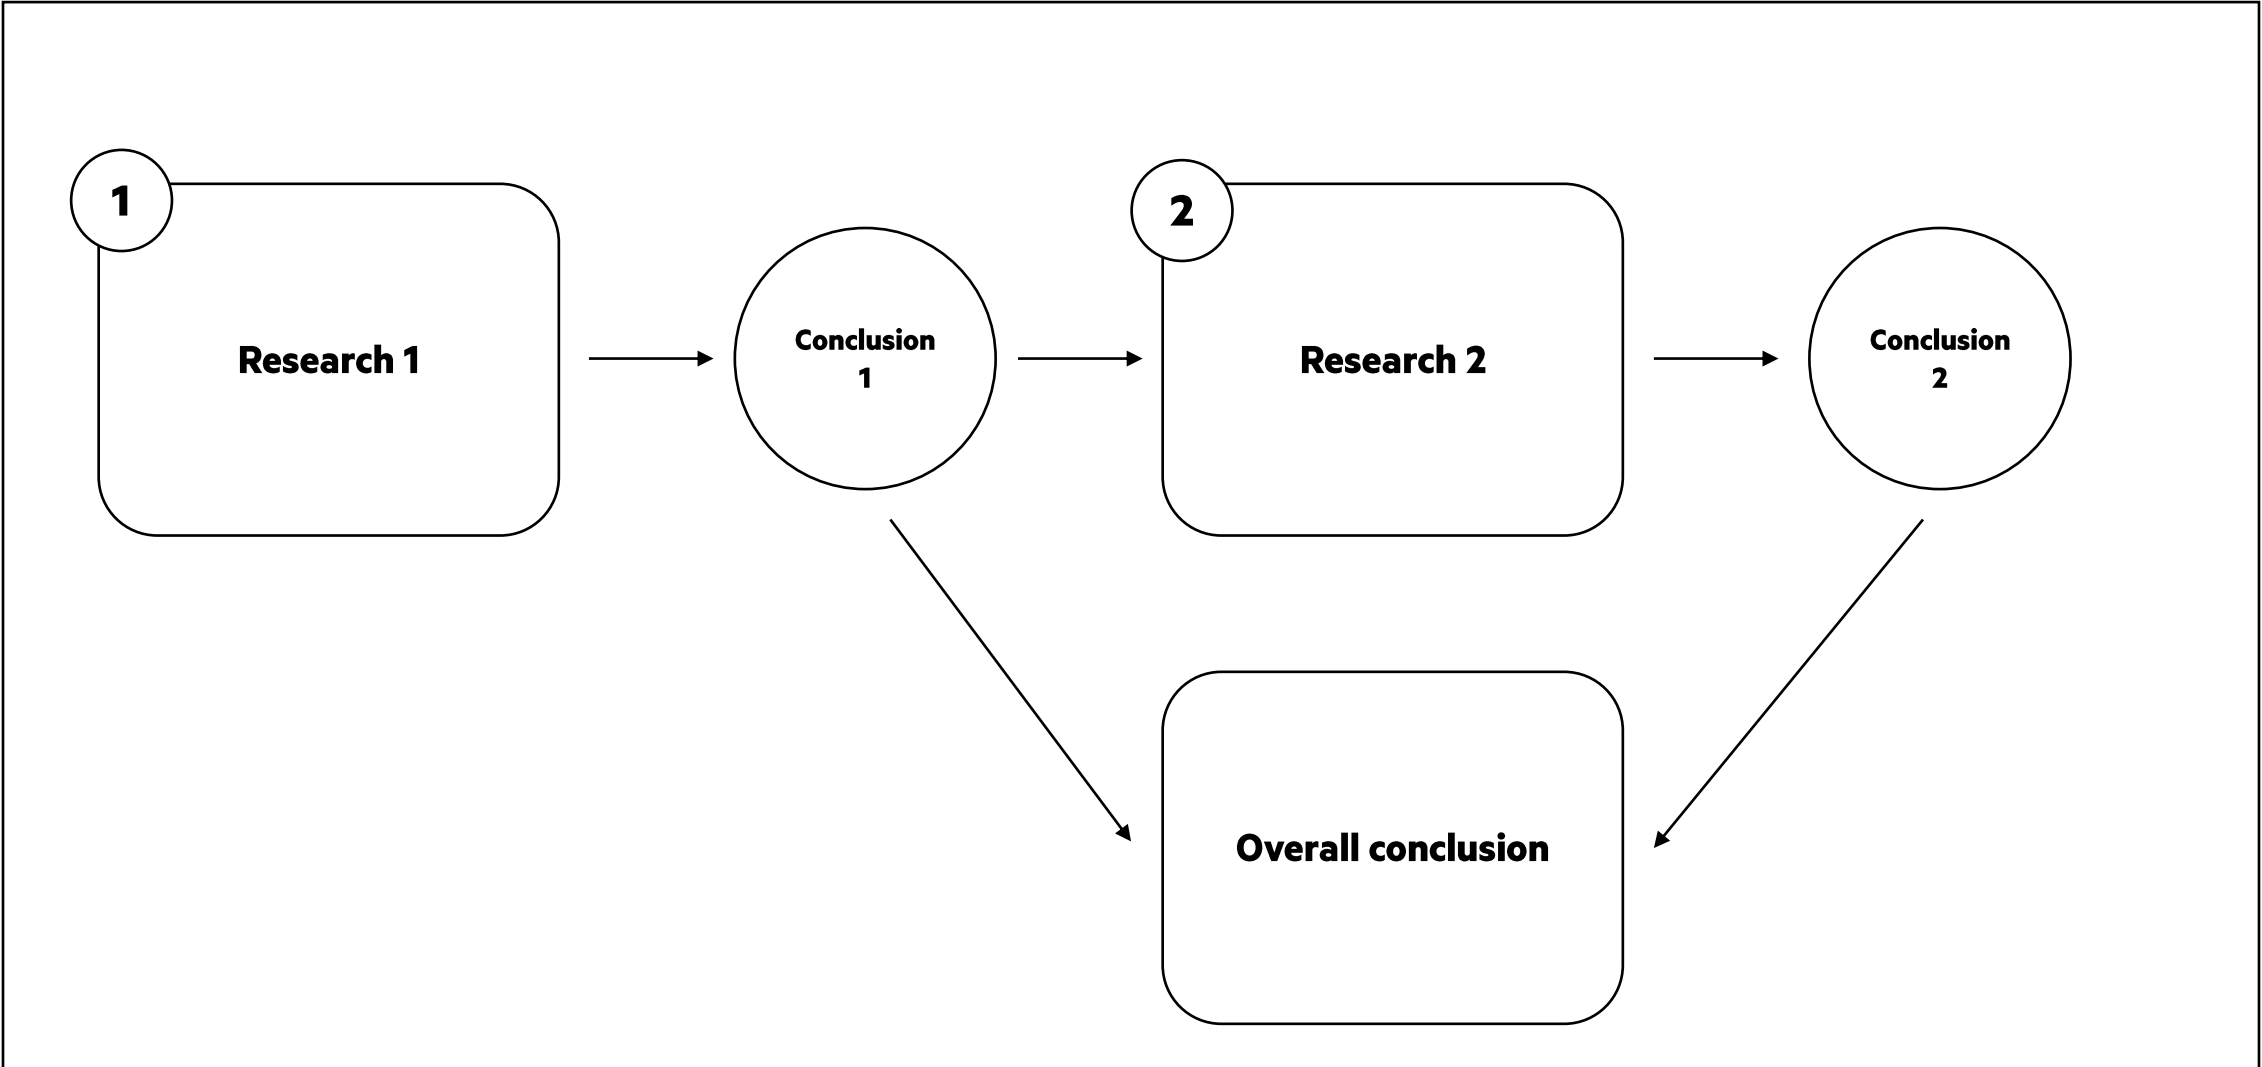 1
Research 1
Conclusion
1
2
Research 2
Conclusion
2
Overall conclusion